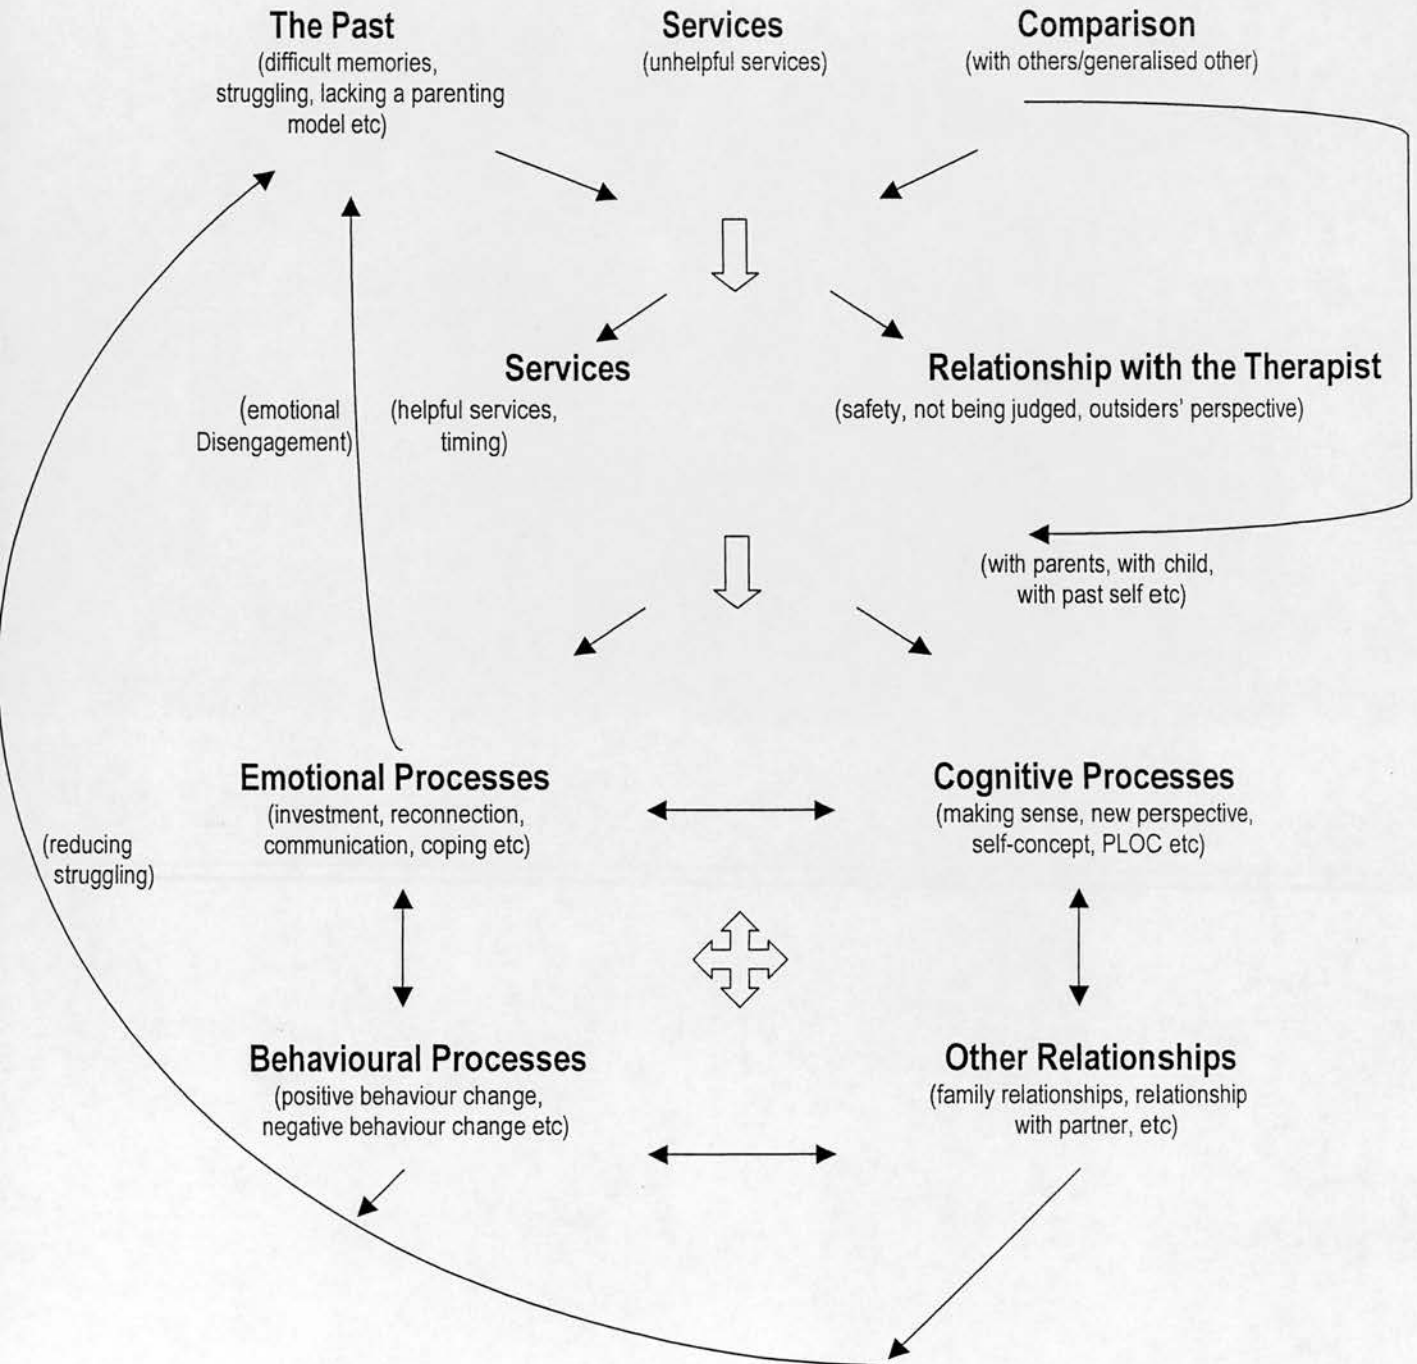 The Past
(difficult memories,
struggling, lacking a parenting
model etc)
Services
(unhelpful services)
Comparison
(with others/generalised other)
Services
(helpful services,
timing)
Relationship with the Therapist
(safety, not being judged, outsiders' perspective)
(emotional
Disengagement)
(with parents, with child,
with past self etc)
Emotional Processes
(investment, reconnection,
communication, coping etc)
Cognitive Processes
(making sense, new perspective,
self-concept, PLOC etc)
(reducing
struggling)
Behavioural Processes
(positive behaviour change,
negative behaviour change etc)
Other Relationships
(family relationships, relationship
with partner, etc)